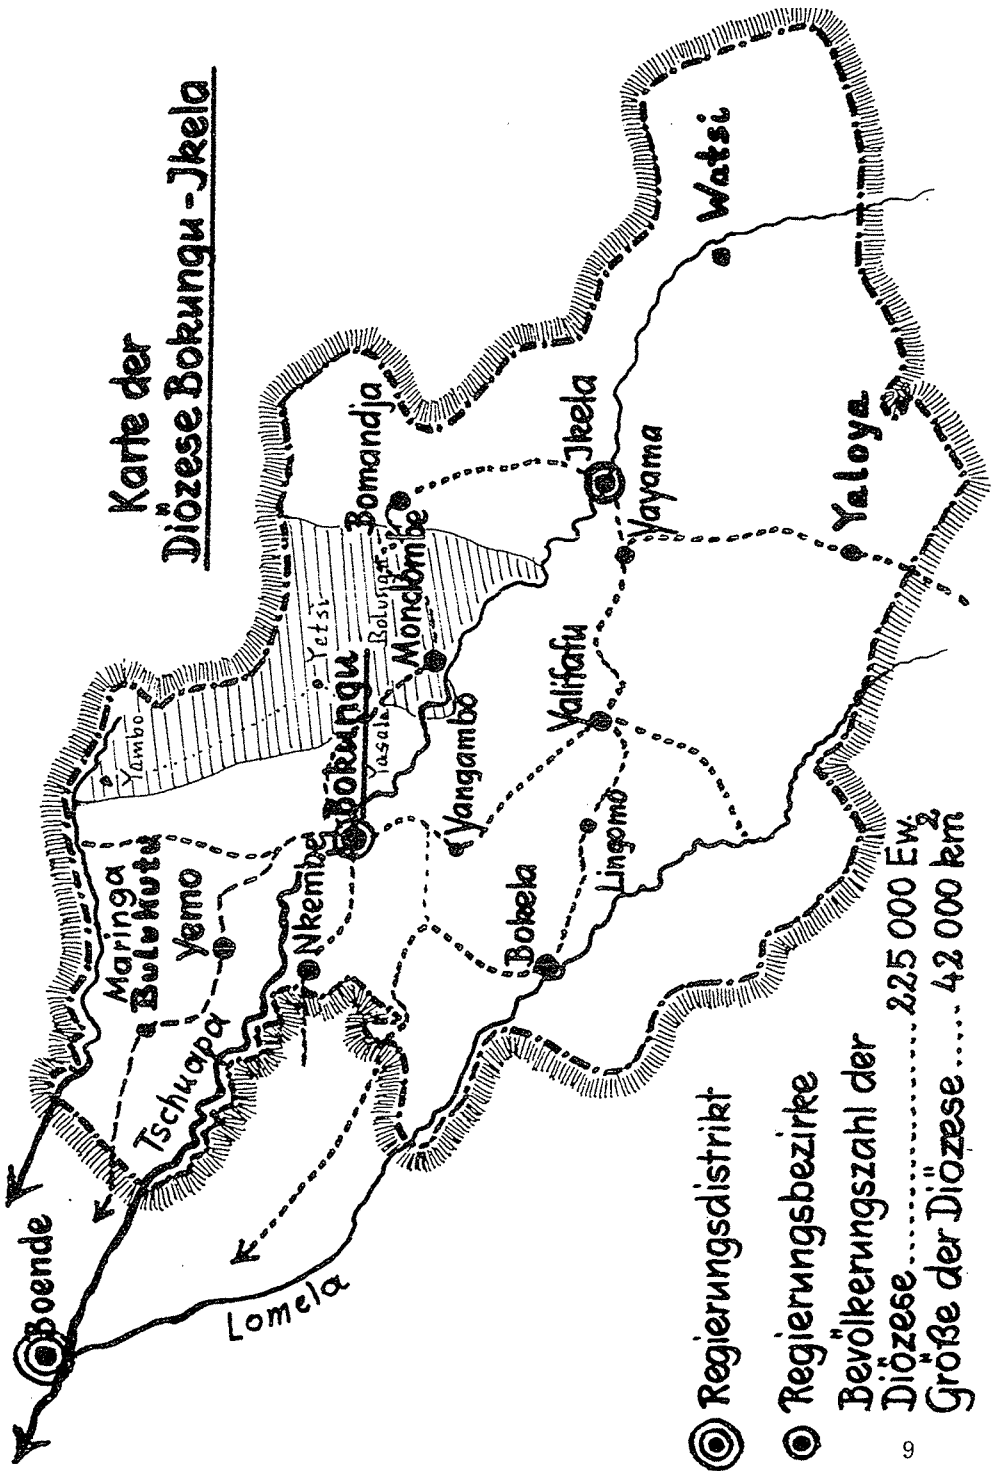 Karte der
Diözese Bokungu-Jkela
Boende
Maringa
Bulukutu
Yemo
Tschuapa
Nkembe
Lomela
Bokungu
Yambo
Yetsi
Yasala
Mondombe
Bomandja
Yangambo
Bokela
Lingomo
Yalifafu
Jkela
Yayama
Yaloya
Watsi
Regierungsdistrikt
Regierungsbezirke
Bevölkerungszahl der
Diözese.................225 000 Ew.
Größe der Diözese..... 42 000 km²
9